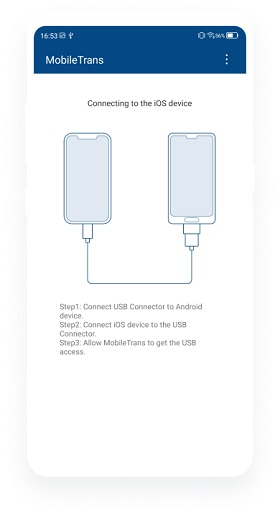 16:53
56%
MobileTrans
Connecting to the iOS device
Step1: Connect USB Connector to Android
device.
Step2: Connect iOS device to the USB
Connector.
Step3: Allow MobileTrans to get the USB
access.